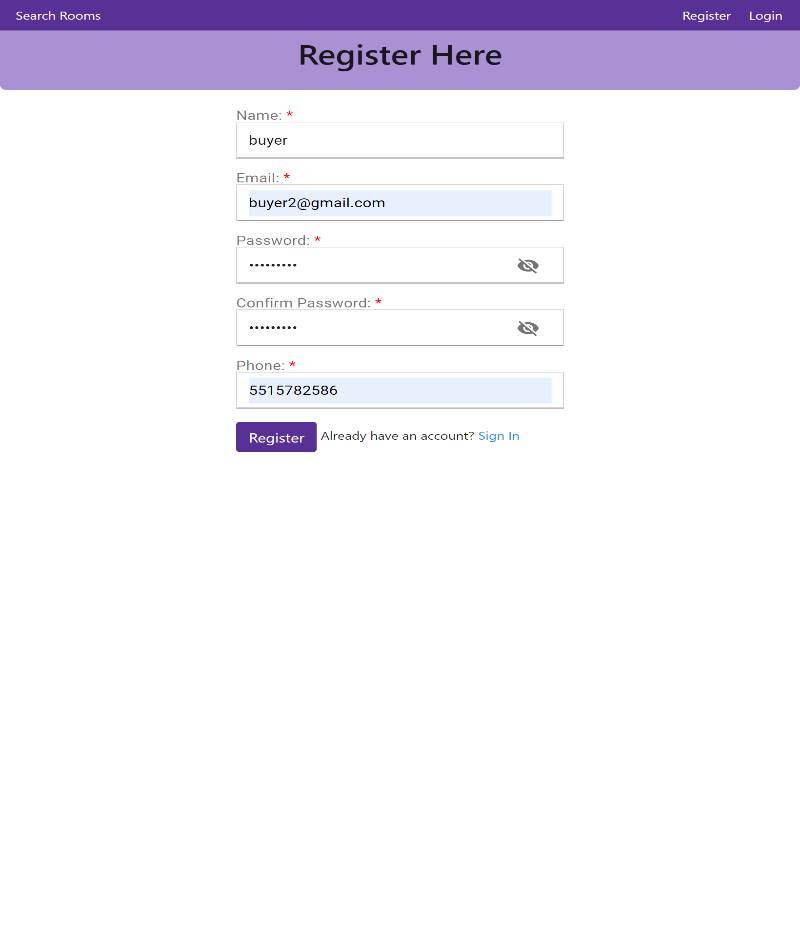 Search Rooms Register Login
Register Here
Name: *
buyer
Email: *
buyer2@gmail.com
Password: *
•••••••••
Confirm Password: *
•••••••••
Phone: *
5515782586
Register Already have an account? Sign In